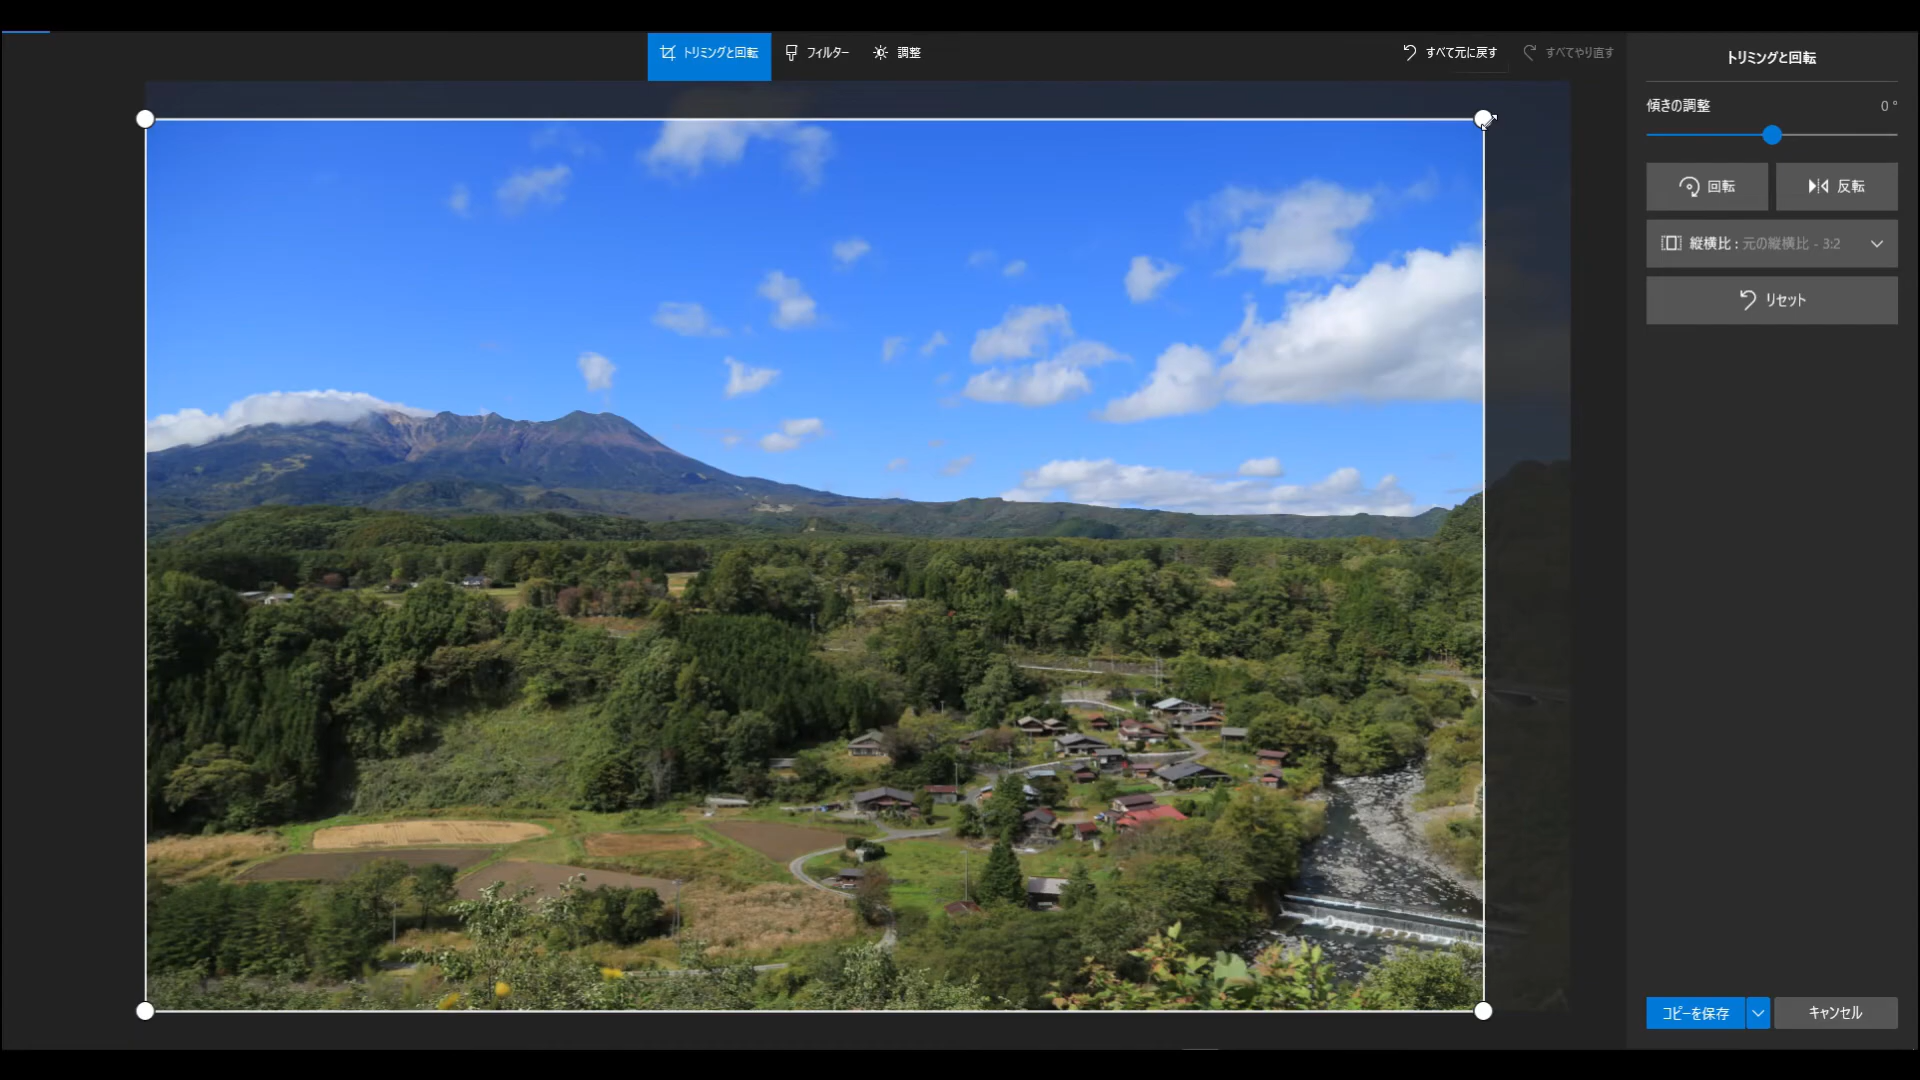 トリミングと回転
フィルター
調整
すべて元に戻す
すべてやり直す
トリミングと回転
傾きの調整 0 °
回転
反転
縦横比 : 元の縦横比 - 3:2
リセット
コピーを保存
キャンセル